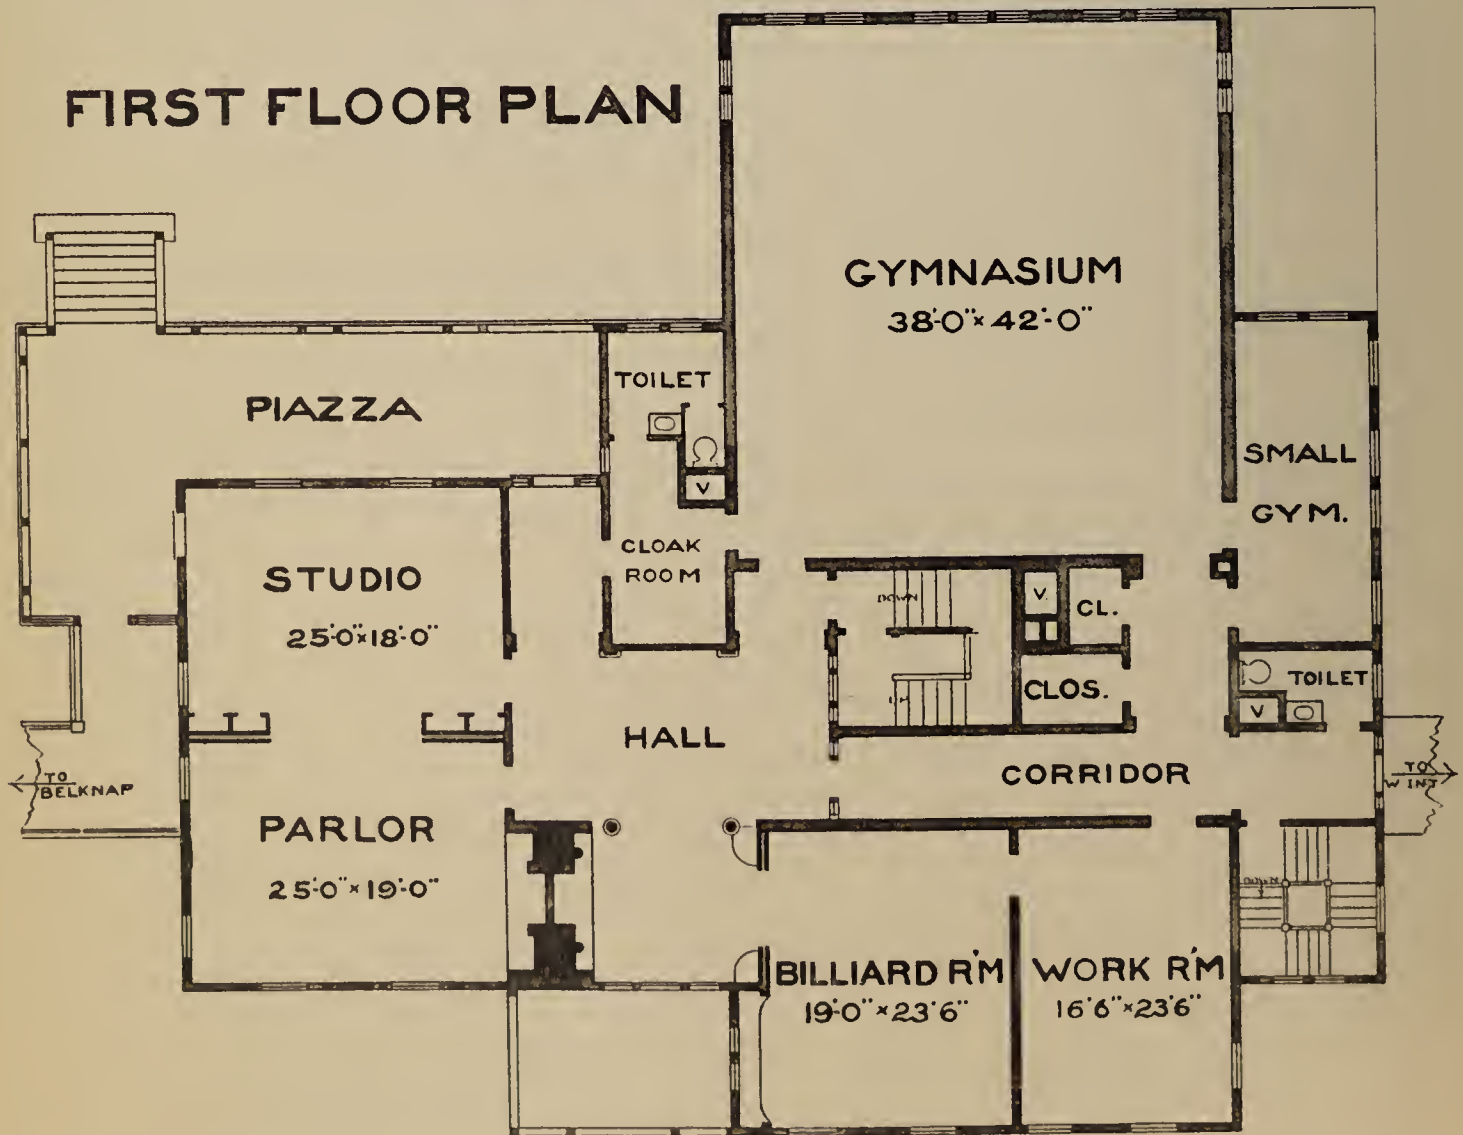 FIRST FLOOR PLAN
GYMNASIUM
38'-0" × 42'-0"
TOILET
PIAZZA
SMALL
GYM.
V
CLOAK
ROOM
STUDIO
25'-0" × 18'-0"
DOWN
V.
CL.
CLOS.
TOILET
V
HALL
CORRIDOR
TO
BELKNAP
TO
WINT
PARLOR
25'-0" × 19'-0"
DOWN
BILLIARD R'M
19'-0" × 23'6"
WORK R'M
16'6" × 23'6"